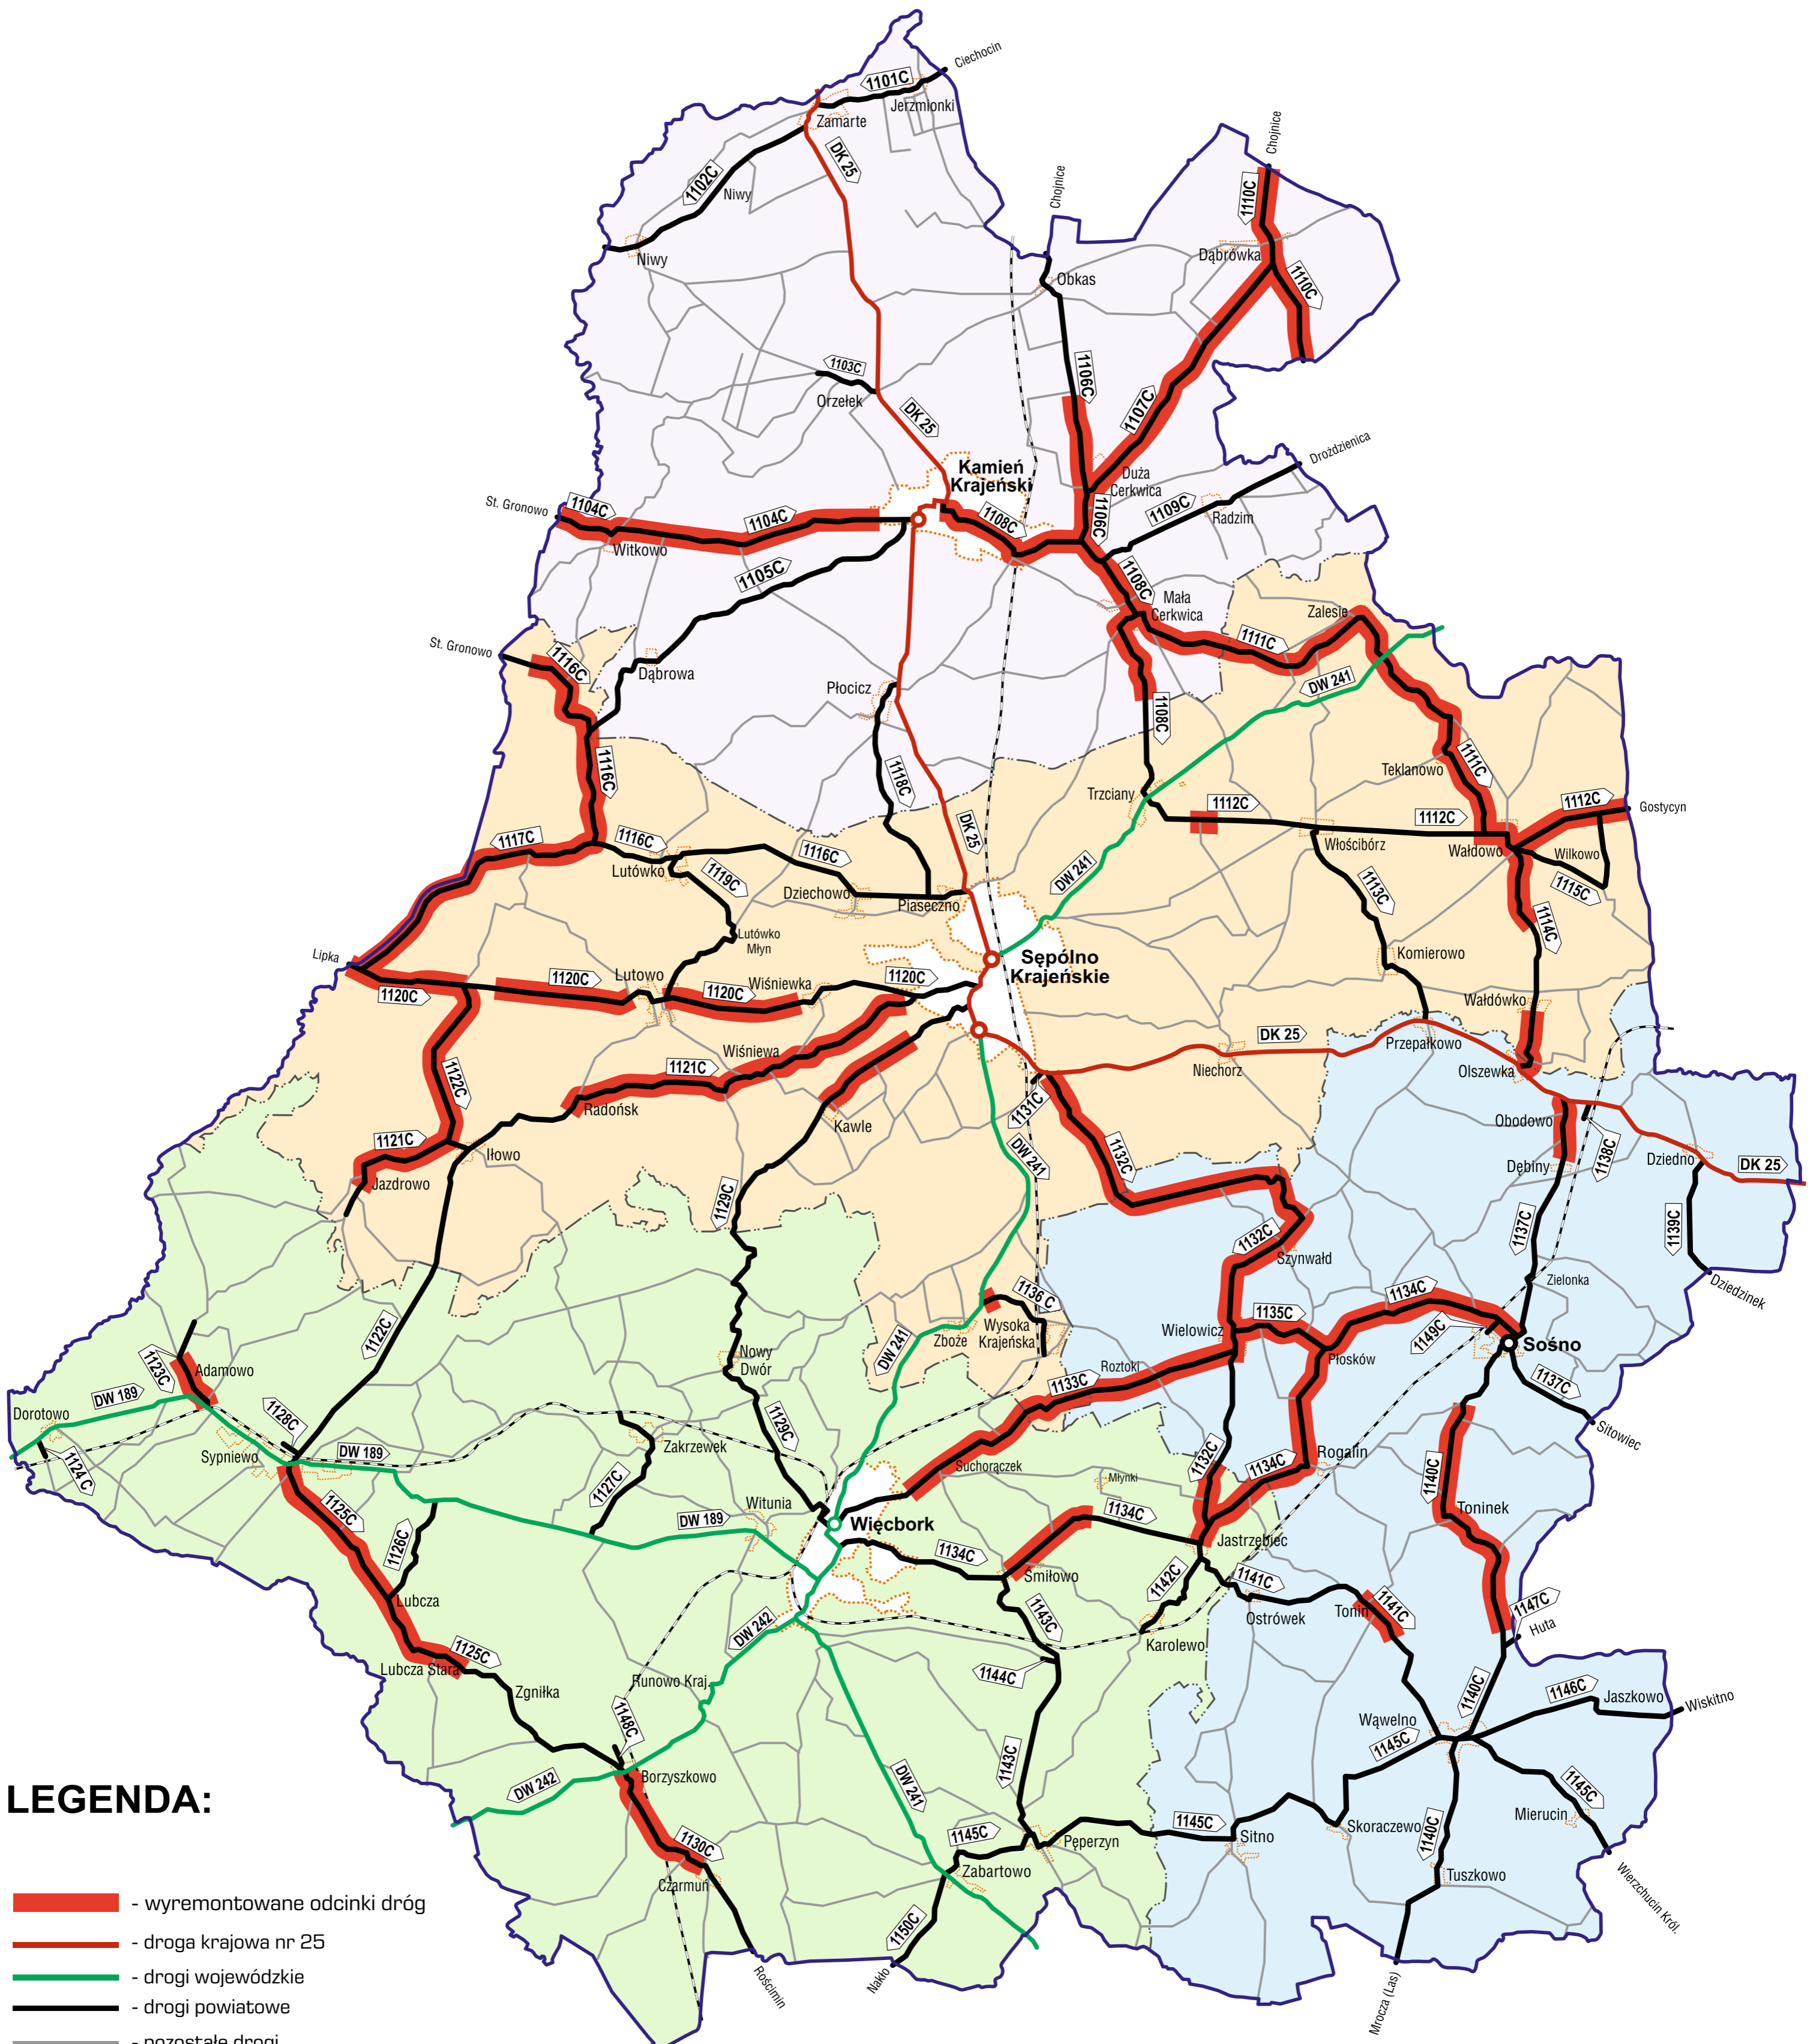 Ciechocin
1101C
Jerzmionki
Zamarte
Chojnice
DK 25
1102C
Niwy
Chojnice
1110C
Niwy
Dąbrówka
Obkas
1110C
1103C
1106C
Orzełek
1107C
DK 25
Drożdzienica
Kamień
Krajeński
Duża
Cerkwica
St. Gronowo
1104C
1104C
1108C
1106C
1109C
Radzim
Witkowo
1105C
1108C
Mała
Cerkwica
Zalesie
St. Gronowo
1116C
1111C
Dąbrowa
Płocicz
DW 241
1108C
1116C
1118C
Teklanowo
1111C
Trzciany
1112C
1112C
1112C
Gostycyn
1117C
1116C
1116C
DK 25
Włościbórz
Wałdowo
Wilkowo
Lutówko
1119C
Dziechowo
Piaseczno
DW 241
1113C
1115C
1114C
Lutówko
Młyn
Lipka
Sępólno
Krajeńskie
Komierowo
1120C
1120C
Lutowo
1120C
Wiśniewka
1120C
Wałdówko
DK 25
Przepałkowo
Wiśniewa
1121C
Niechorz
Olszewka
1122C
Radońsk
Kawle
1131C
Obodowo
1138C
1121C
Iłowo
DW 241
1132C
Dębiny
Dziedno
DK 25
Jazdrowo
1129C
1137C
1139C
1132C
Szynwałd
1136 C
Zielonka
Dziedzinek
1134C
1122C
Wysoka
Krajeńska
Zboże
Wielowicz
1135C
1149C
Sośno
1123C
Adamowo
DW 241
Nowy
Dwór
Roztoki
Płosków
DW 189
1133C
1137C
Dorotowo
1128C
1129C
Sitowiec
Sypniewo
DW 189
Zakrzewek
Rogalin
1124 C
1132C
1134C
1140C
Suchorączek
Młynki
1127C
1125C
Witunia
DW 189
Więcbork
1134C
Toninek
1126C
Jastrzębiec
1134C
Śmiłowo
1142C
1141C
Lubcza
Ostrówek
Tonin
1141C
1147C
Huta
1143C
DW 242
Karolewo
1125C
Lubcza Stara
1144C
Runowo Kraj.
Zgniłka
1140C
1146C
Jaszkowo
Wiskitno
1148C
Wąwelno
1145C
1143C
Borzyszkowo
DW 242
DW 241
1145C
LEGENDA:
Mierucin
1130C
1145C
Pęperzyn
1145C
Sitno
Skoraczewo
1140C
Czarmuń
Zabartowo
Tuszkowo
Wierzchucin Król.
1150C
- wyremontowane odcinki dróg
- droga krajowa nr 25
- drogi wojewódzkie
- drogi powiatowe
- pozostałe drogi
Rościmin
Nakło
Mrocza (Las)